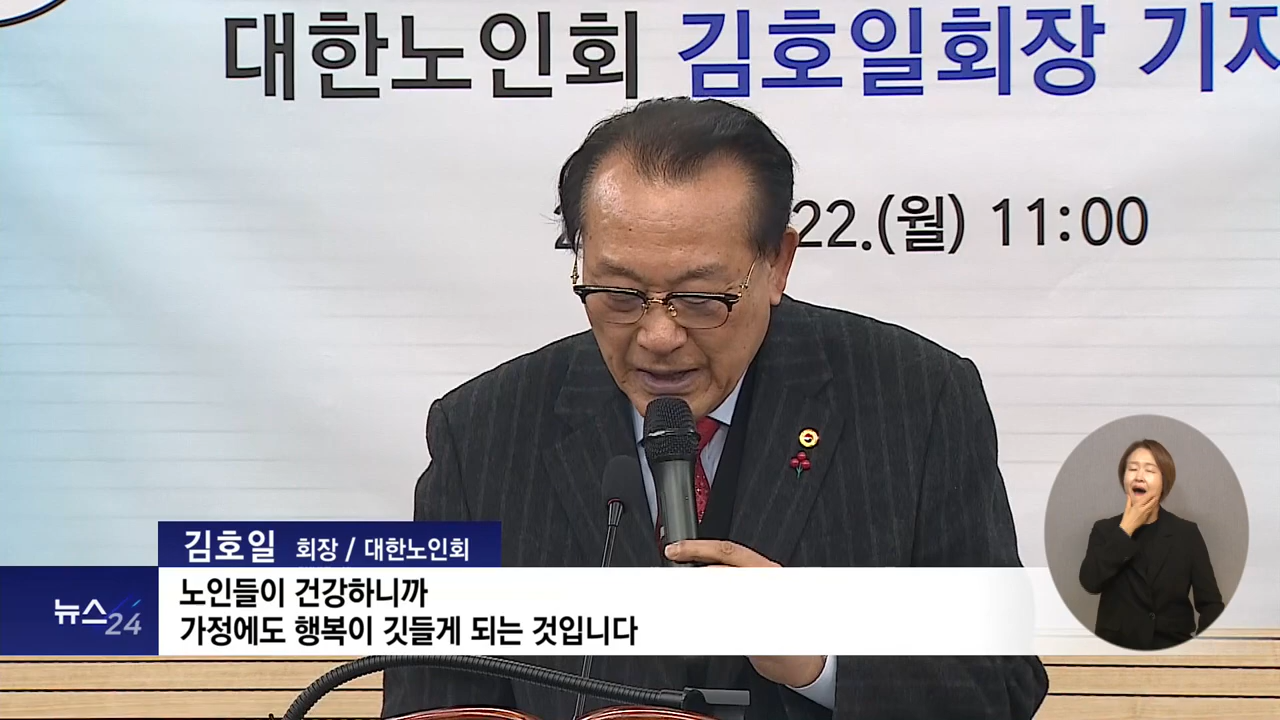 대한노인회 김호일회장 기자
22.(월) 11:00
김호일 회장 / 대한노인회
노인들이 건강하니까
가정에도 행복이 깃들게 되는 것입니다
뉴스24